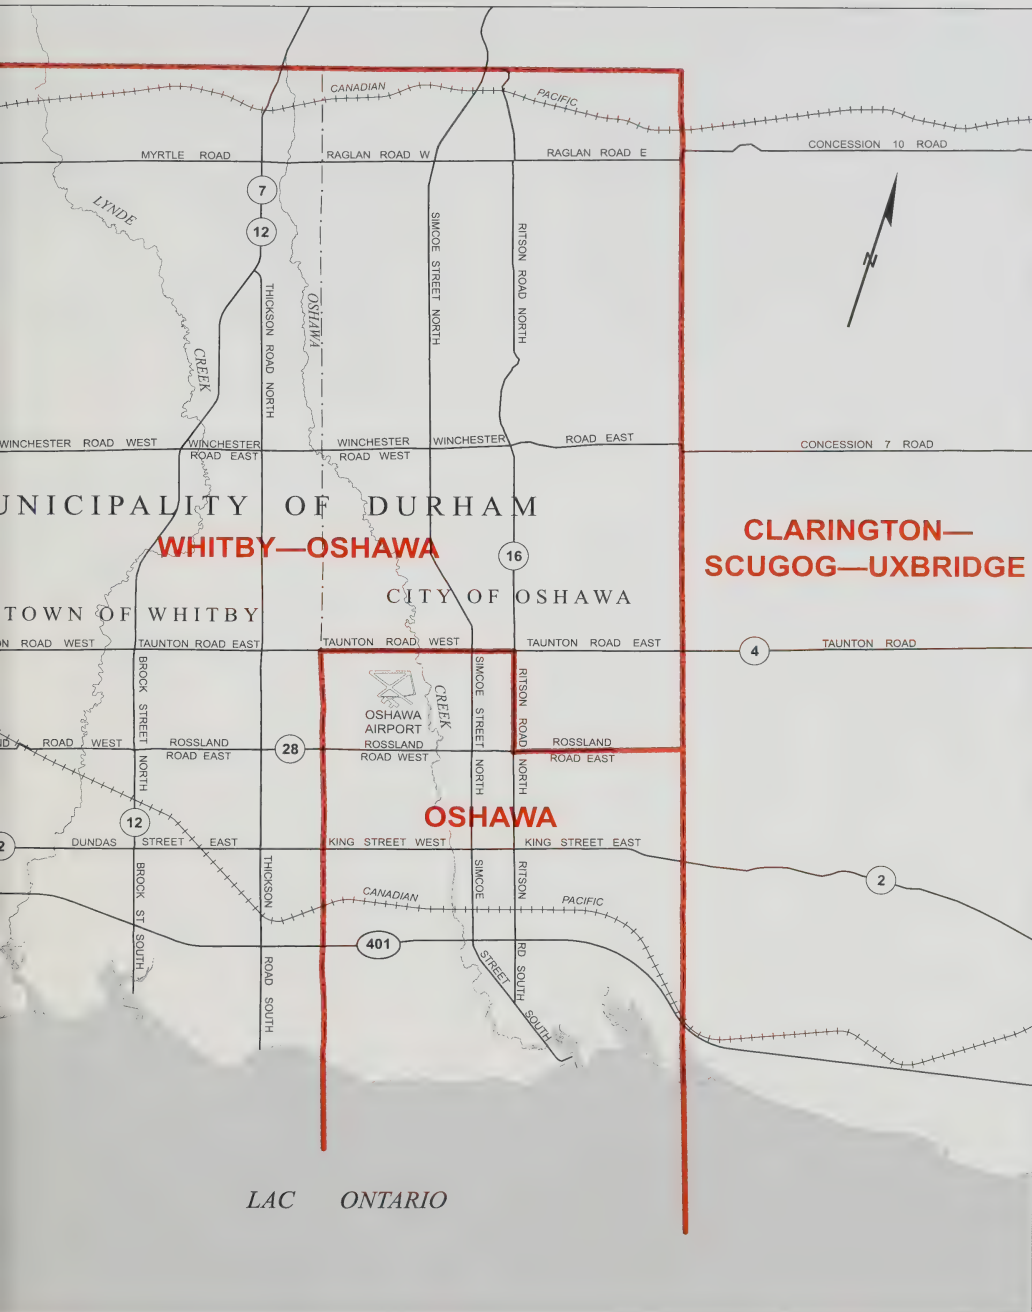 CANADIAN
PACIFIC
MYRTLE ROAD
RAGLAN ROAD W
RAGLAN ROAD E
CONCESSION 10 ROAD
7
LYNDE
12
SIMCOE STREET NORTH
RITSON ROAD NORTH
N
THICKSON ROAD NORTH
OSHAWA
CREEK
WINCHESTER ROAD WEST
WINCHESTER
ROAD EAST
WINCHESTER
ROAD WEST
WINCHESTER
ROAD EAST
CONCESSION 7 ROAD
UNICIPALITY OF DURHAM
WHITBY—OSHAWA
CLARINGTON—
SCUGOG—UXBRIDGE
16
CITY OF OSHAWA
TOWN OF WHITBY
ON ROAD WEST
TAUNTON ROAD EAST
TAUNTON ROAD WEST
TAUNTON ROAD EAST
4
TAUNTON ROAD
BROCK STREET NORTH
SIMCOE STREET NORTH
RITSON ROAD NORTH
CREEK
OSHAWA
AIRPORT
ND ROAD WEST
ROSSLAND
ROAD EAST
28
ROSSLAND
ROAD WEST
ROSSLAND
ROAD EAST
OSHAWA
12
2
DUNDAS STREET EAST
KING STREET WEST
KING STREET EAST
2
BROCK ST SOUTH
THICKSON ROAD SOUTH
SIMCOE STREET SOUTH
RITSON RD SOUTH
CANADIAN
PACIFIC
401
LAC ONTARIO